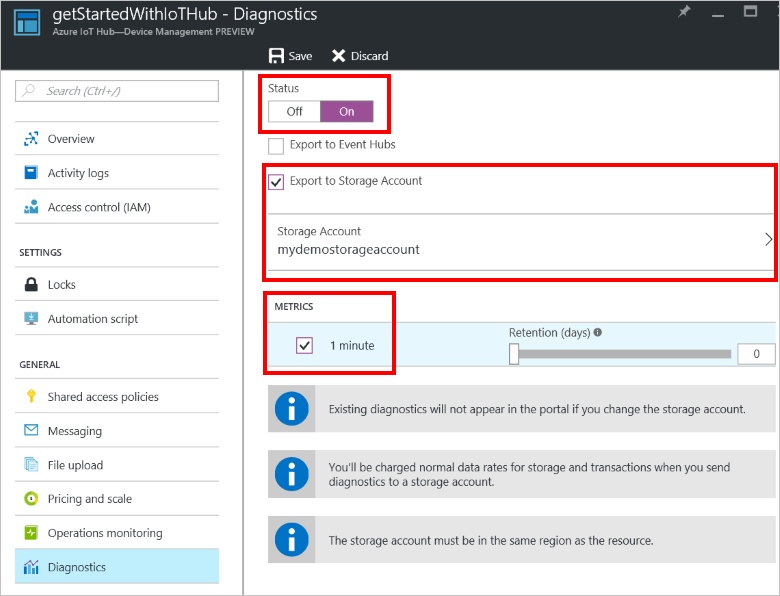 getStartedWithIoTHub - Diagnostics
Azure IoT Hub—Device Management PREVIEW
Save
Discard
Search (Ctrl+/)
Overview
Activity logs
Access control (IAM)
SETTINGS
Locks
Automation script
GENERAL
Shared access policies
Messaging
File upload
Pricing and scale
Operations monitoring
Diagnostics
Status
Off
On
Export to Event Hubs
Export to Storage Account
Storage Account
mydemostorageaccount
METRICS
1 minute
Retention (days)
0
Existing diagnostics will not appear in the portal if you change the storage account.
You'll be charged normal data rates for storage and transactions when you send
diagnostics to a storage account.
The storage account must be in the same region as the resource.